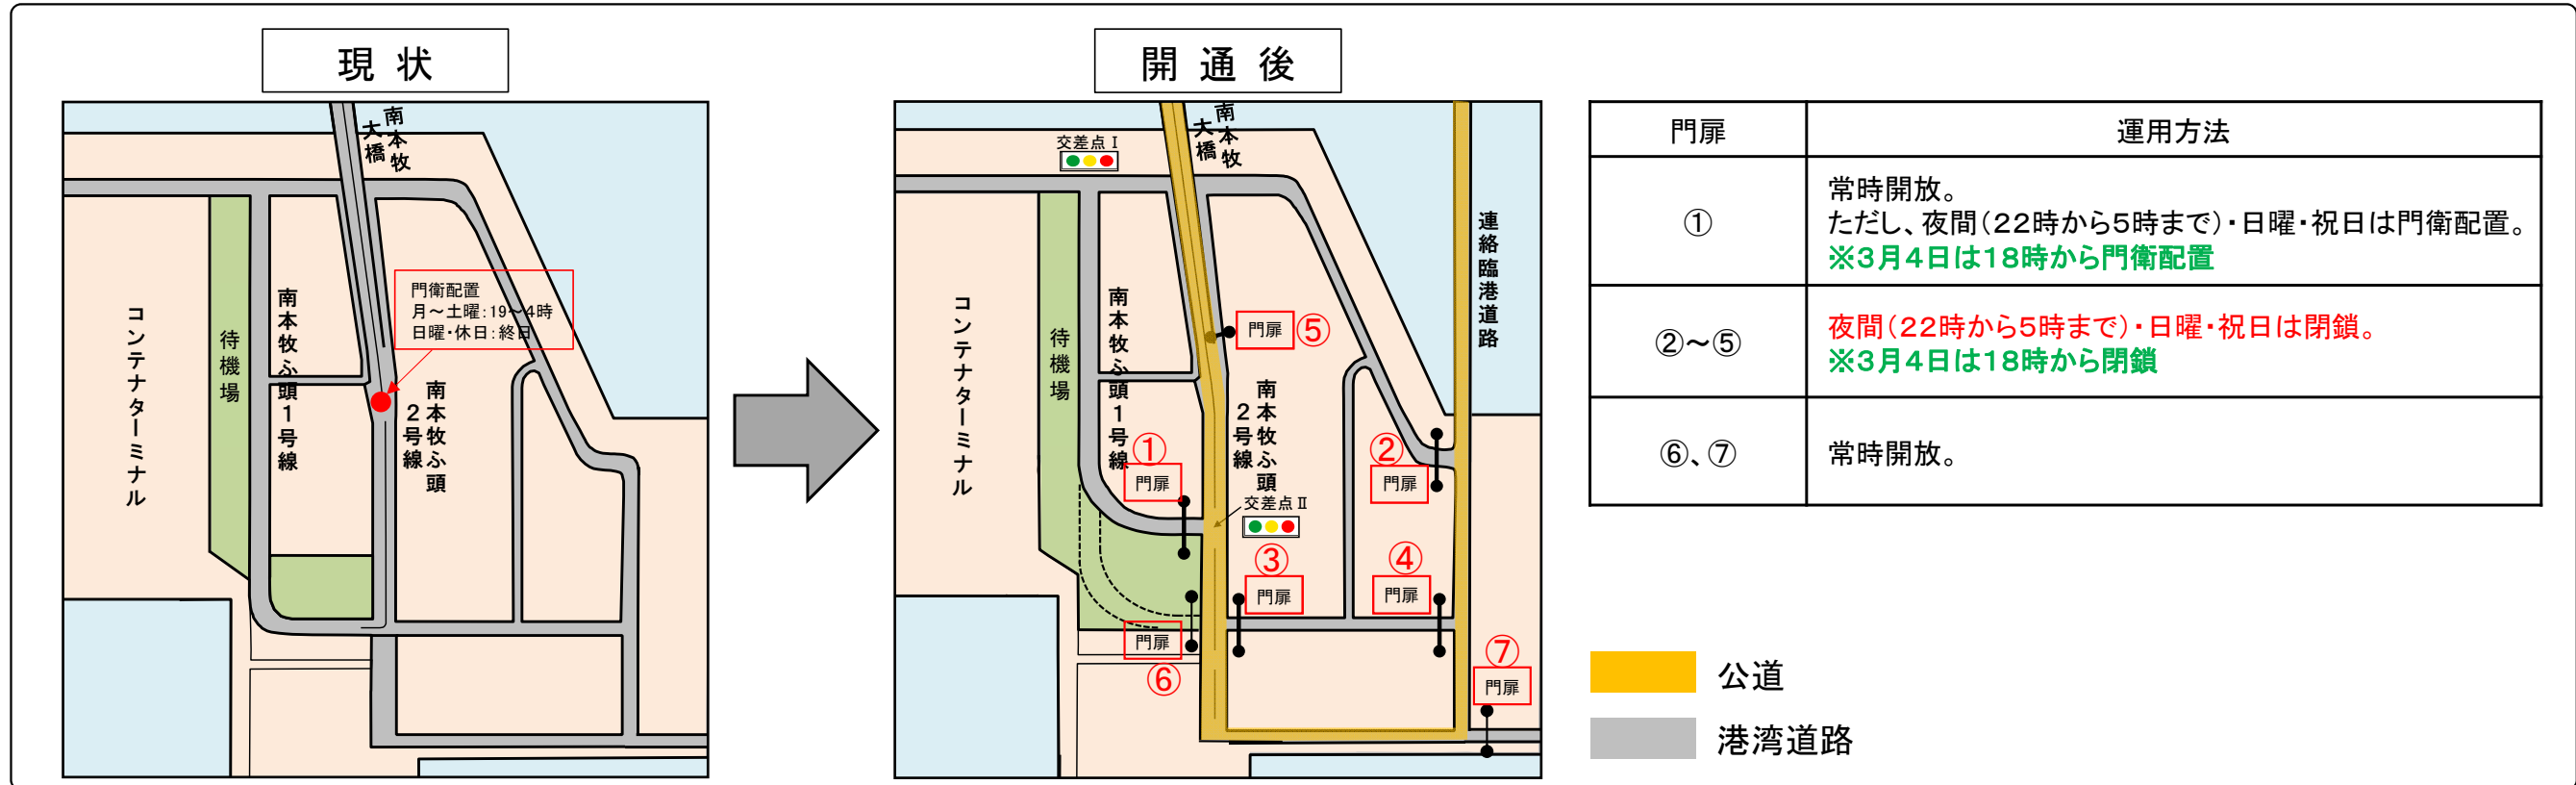 現状
南本牧
大橋
門衛配置
月～土曜：19～4時
日曜・休日：終日
コンテナターミナル
待機場
南本牧ふ頭1号線
南本牧ふ頭
2号線
開通後
南本牧
大橋
交差点Ⅰ
連絡臨港道路
門扉 ⑤
コンテナターミナル
待機場
南本牧ふ頭1号線
南本牧ふ頭
2号線
①
門扉
②
門扉
交差点Ⅱ
③
門扉
④
門扉
門扉
⑥
⑦
門扉
門扉 運用方法
① 常時開放。
ただし、夜間（22時から5時まで）・日曜・祝日は門衛配置。
※3月4日は18時から門衛配置
②～⑤ 夜間（22時から5時まで）・日曜・祝日は閉鎖。
※3月4日は18時から閉鎖
⑥、⑦ 常時開放。
公道
港湾道路